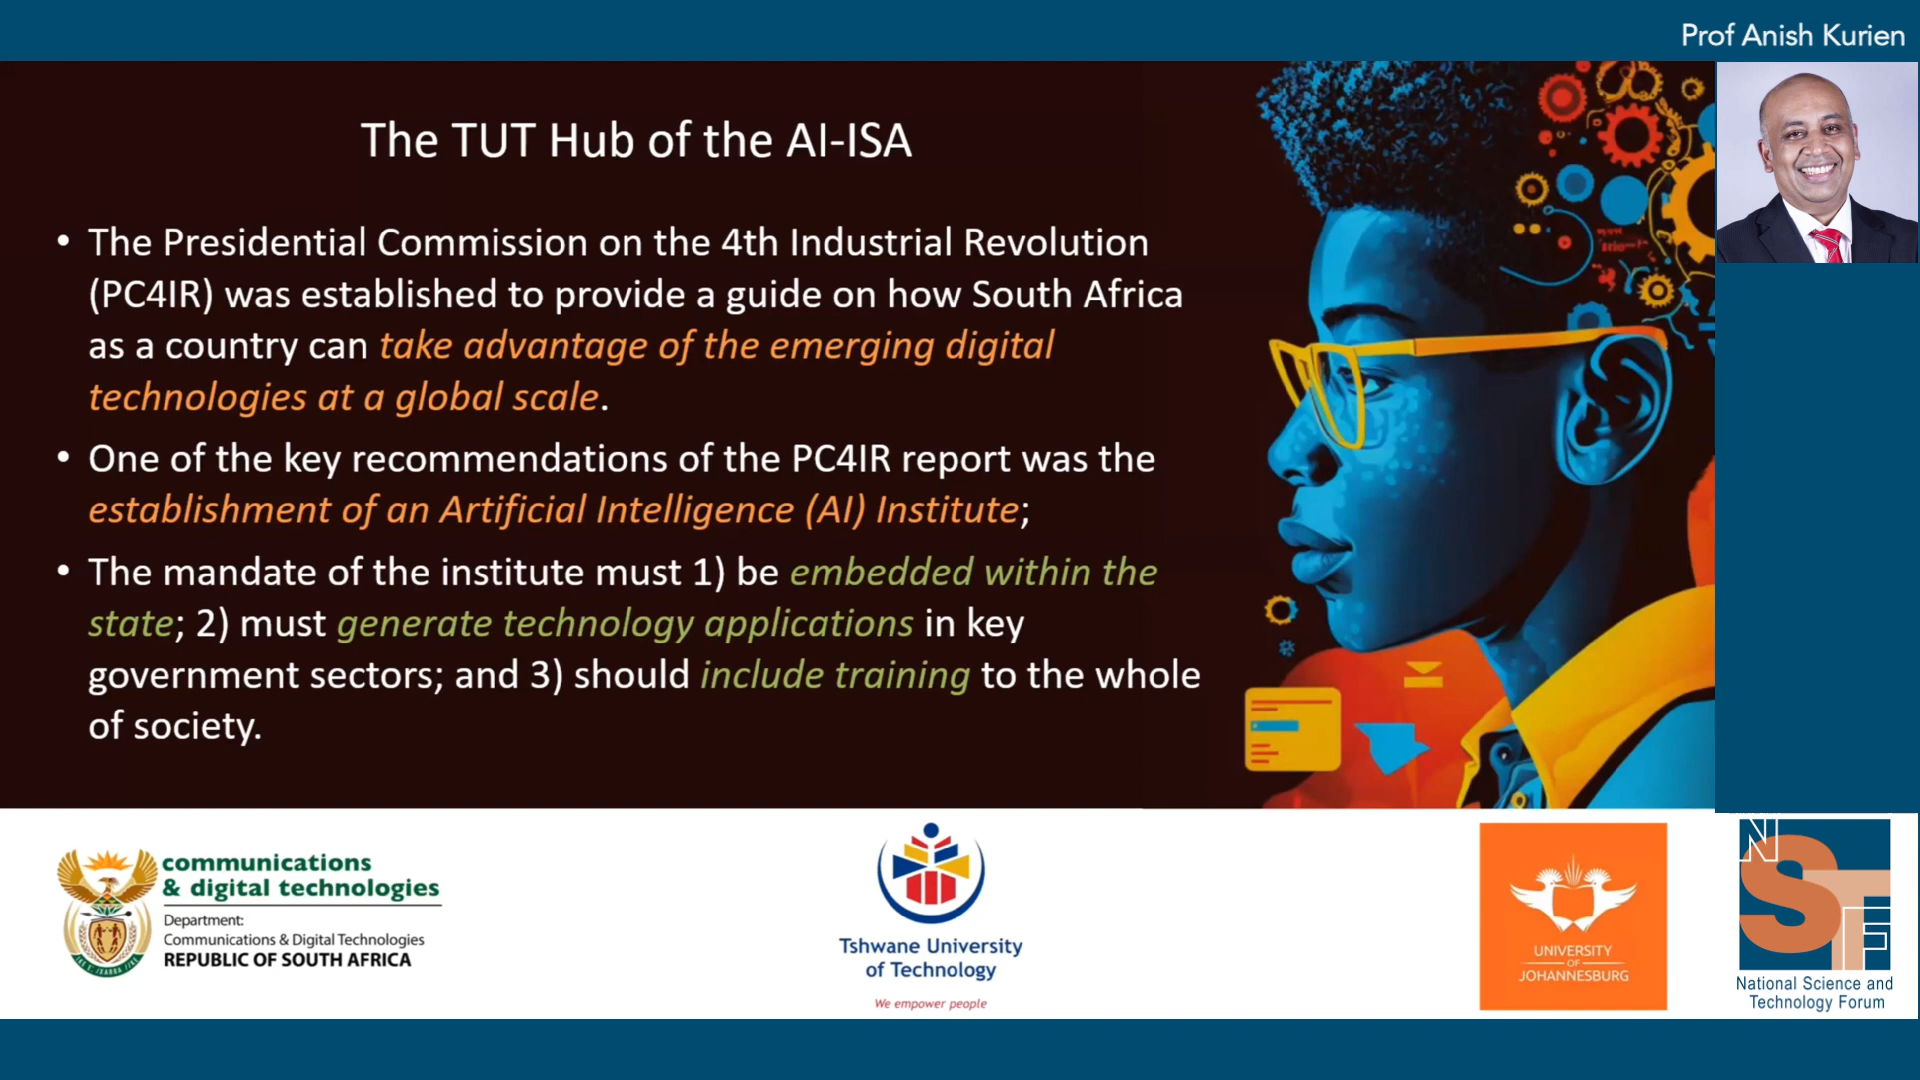 Prof Anish Kurien
The TUT Hub of the AI-ISA
• The Presidential Commission on the 4th Industrial Revolution
(PC4IR) was established to provide a guide on how South Africa
as a country can take advantage of the emerging digital
technologies at a global scale.
• One of the key recommendations of the PC4IR report was the
establishment of an Artificial Intelligence (AI) Institute;
• The mandate of the institute must 1) be embedded within the
state; 2) must generate technology applications in key
government sectors; and 3) should include training to the whole
of society.
communications
& digital technologies
Department:
Communications & Digital Technologies
REPUBLIC OF SOUTH AFRICA
Tshwane University
of Technology
We empower people
UNIVERSITY
OF
JOHANNESBURG
NSTF
National Science and
Technology Forum